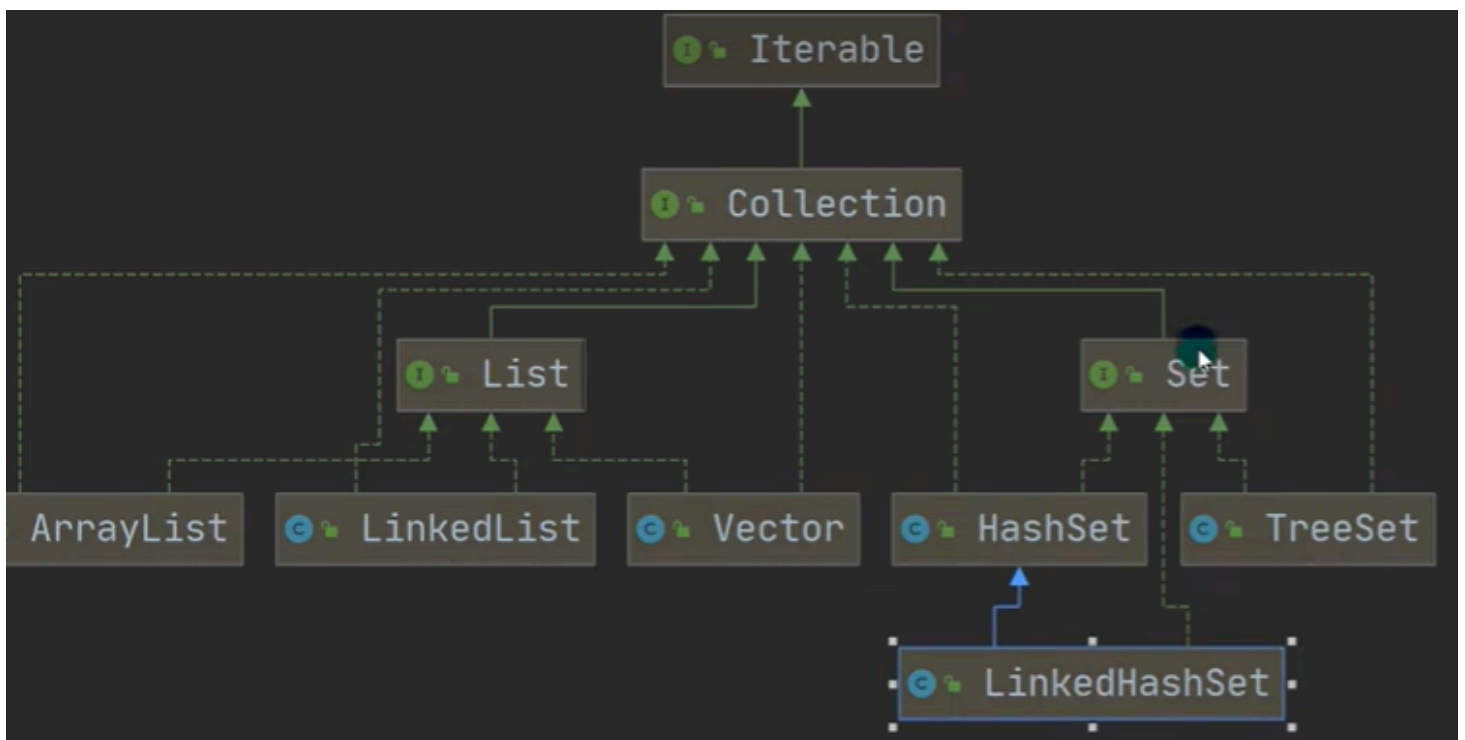 Iterable
Collection
List
Set
ArrayList
LinkedList
Vector
HashSet
TreeSet
LinkedHashSet